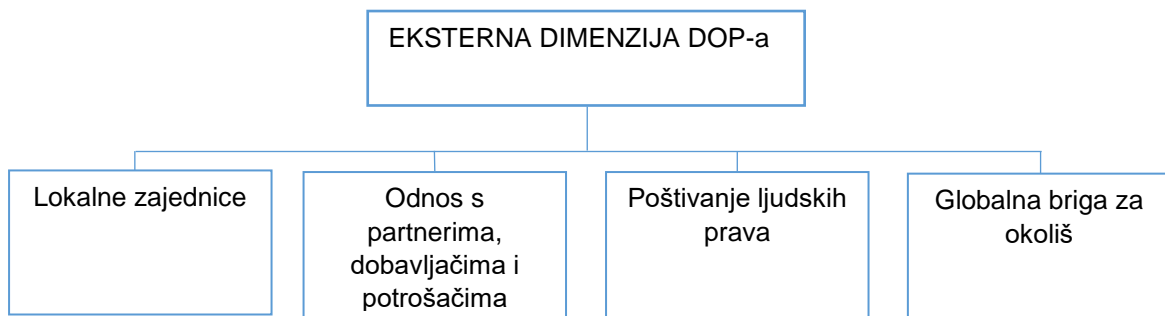 EKSTERNA DIMENZIJA DOP-a
Lokalne zajednice
Odnos s
partnerima,
dobavljačima i
potrošačima
Poštivanje ljudskih
prava
Globalna briga za
okoliš